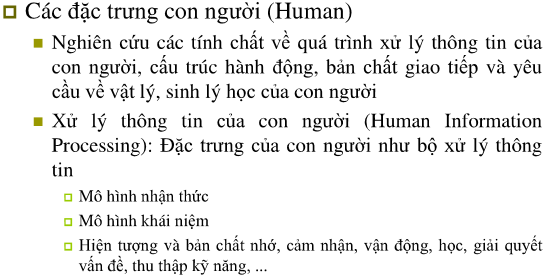 Các đặc trưng con người (Human)
Nghiên cứu các tính chất về quá trình xử lý thông tin của
con người, cấu trúc hành động, bản chất giao tiếp và yêu
cầu về vật lý, sinh lý học của con người
Xử lý thông tin của con người (Human Information
Processing): Đặc trưng của con người như bộ xử lý thông
tin
Mô hình nhận thức
Mô hình khái niệm
Hiện tượng và bản chất nhớ, cảm nhận, vận động, học, giải quyết
vấn đề, thu thập kỹ năng, ...